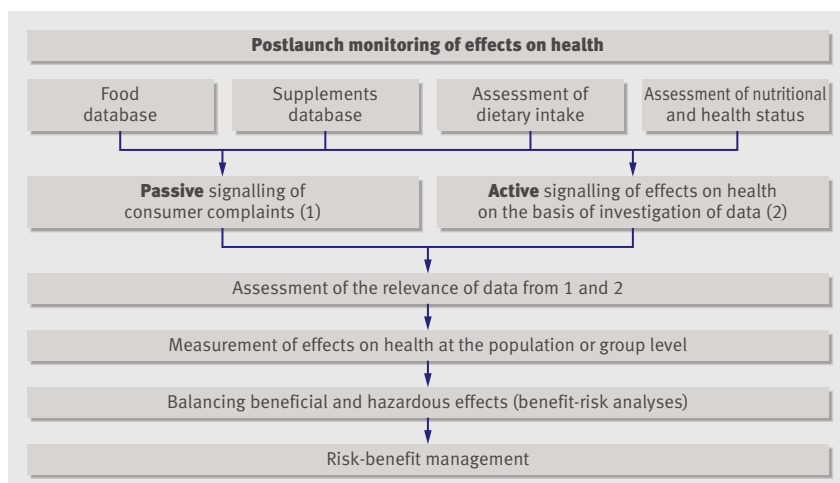 Postlaunch monitoring of effects on health
Food
database
Supplements
database
Assessment of
dietary intake
Assessment of nutritional
and health status
Passive signalling of
consumer complaints (1)
Active signalling of effects on health
on the basis of investigation of data (2)
Assessment of the relevance of data from 1 and 2
Measurement of effects on health at the population or group level
Balancing beneficial and hazardous effects (benefit-risk analyses)
Risk-benefit management